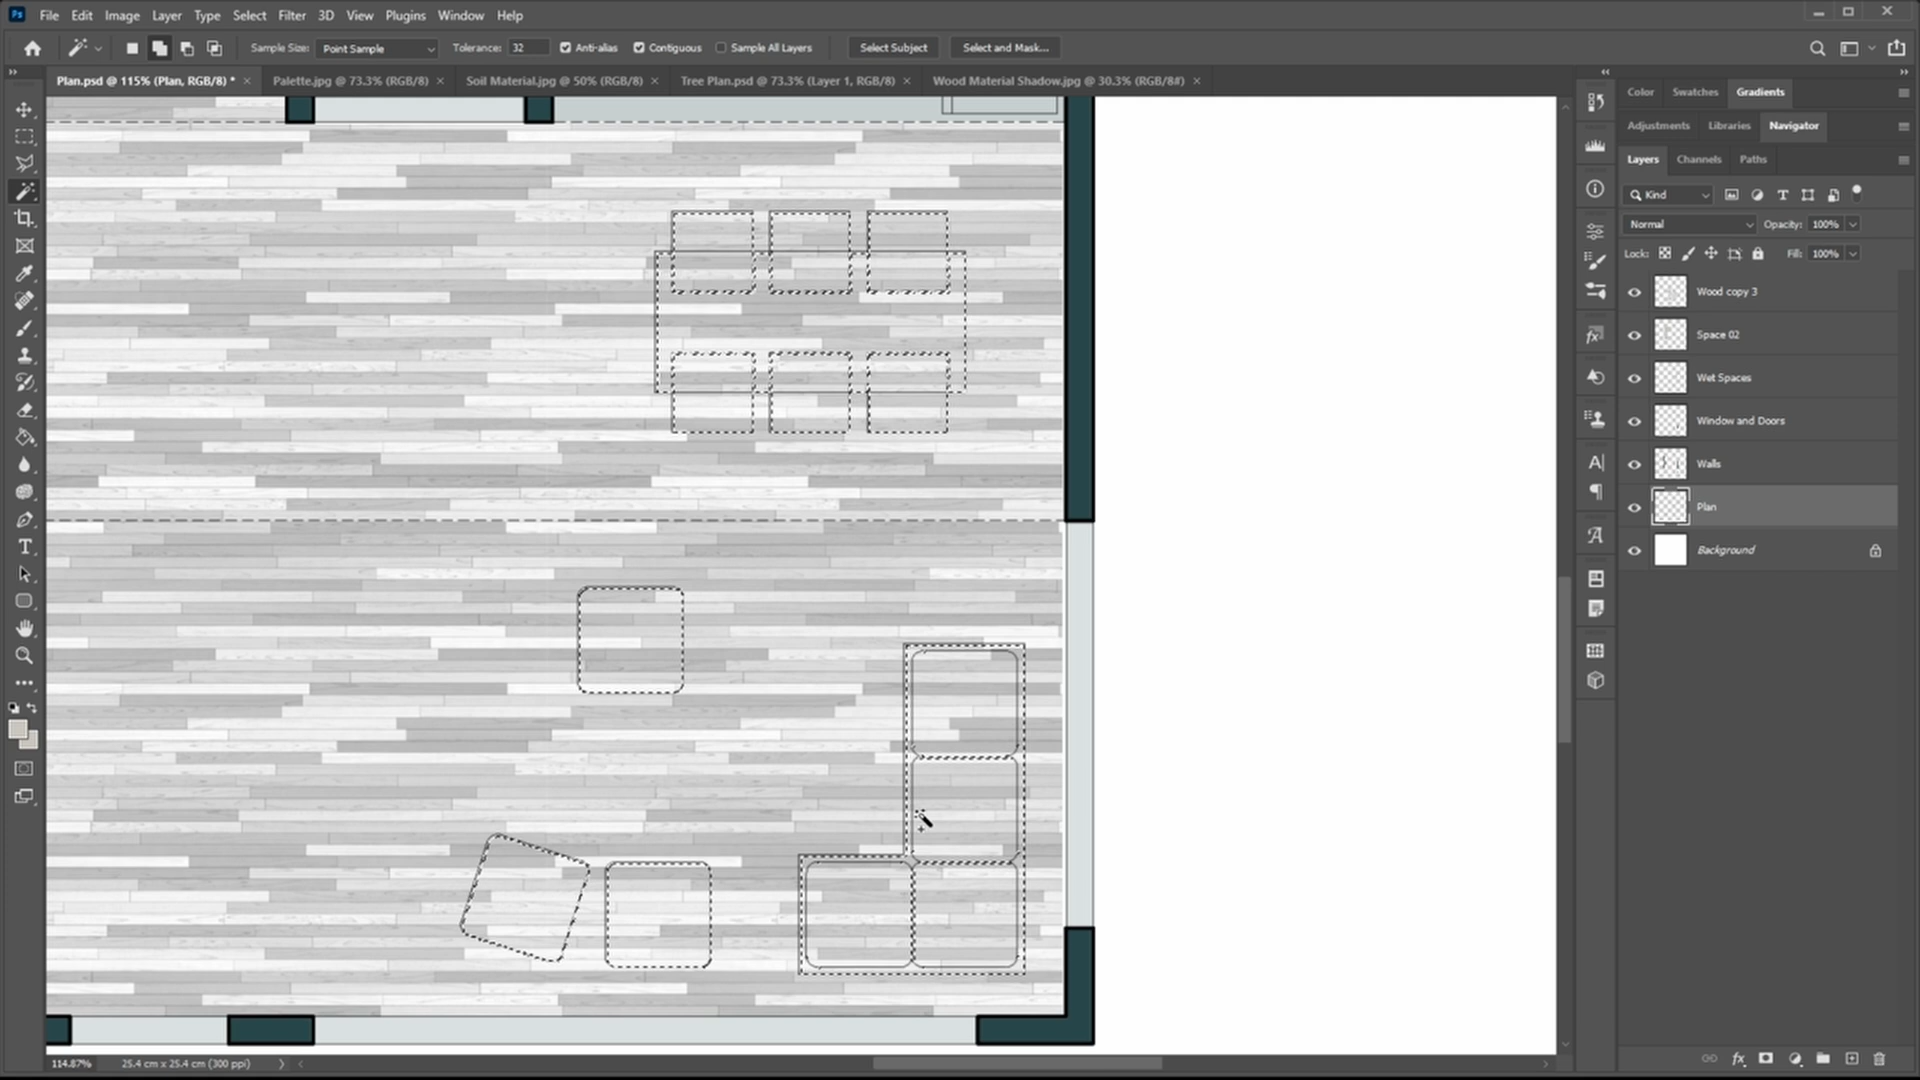 Ps File Edit Image Layer Type Select Filter 3D View Plugins Window Help
Sample Size: Point Sample Tolerance: 32 Anti-alias Contiguous Sample All Layers Select Subject Select and Mask...
Plan.psd @ 115% (Plan, RGB/8) * × Palette.jpg @ 73.3% (RGB/8) × Soil Material.jpg @ 50% (RGB/8) × Tree Plan.psd @ 73.3% (Layer 1, RGB/8) × Wood Material Shadow.jpg @ 30.3% (RGB/8#) ×
Color Swatches Gradients
Adjustments Libraries Navigator
Layers Channels Paths
Kind
Normal Opacity: 100%
Lock: Fill: 100%
Wood copy 3
Space 02
Wet Spaces
Window and Doors
Walls
Plan
Background
114.87% 25.4 cm x 25.4 cm (300 ppi)